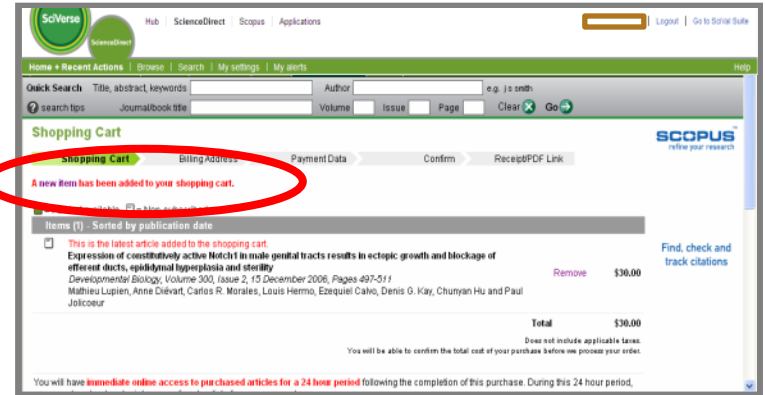 SciVerse
ScienceDirect
Hub | ScienceDirect | Scopus | Applications
| Logout | Go to SciVal Suite
Home + Recent Actions | Browse | Search | My settings | My alerts
Help
Quick Search Title, abstract, keywords Author e.g. j s smith
? search tips Journal/book title Volume Issue Page Clear Go
Shopping Cart
SCOPUS™
refine your research
Shopping Cart Billing Address Payment Data Confirm Receipt/PDF Link
A new item has been added to your shopping cart.
Items (1) - Sorted by publication date
This is the latest article added to the shopping cart.
Expression of constitutively active Notch1 in male genital tracts results in ectopic growth and blockage of
efferent ducts, epididymal hyperplasia and sterility
Developmental Biology, Volume 300, Issue 2, 15 December 2006, Pages 497-511
Remove $30.00
Mathieu Lupien, Anne Diévart, Carlos R. Morales, Louis Hermo, Ezequiel Calvo, Denis G. Kay, Chunyan Hu and Paul
Jolicoeur
Find, check and
track citations
Total $30.00
Does not include applicable taxes.
You will be able to confirm the total cost of your purchase before we process your order.
You will have immediate online access to purchased articles for a 24 hour period following the completion of this purchase. During this 24 hour period,